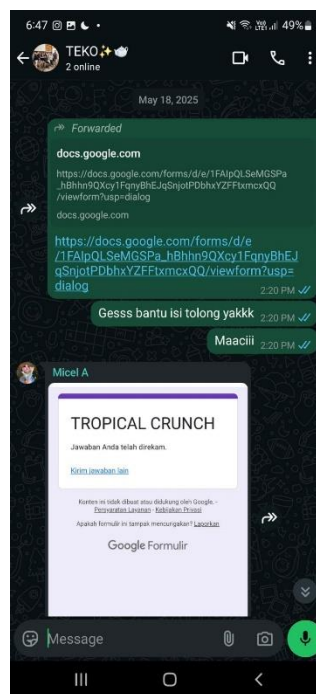 6:47
49%
TEKO
2 online
May 18, 2025
Forwarded
docs.google.com
https://docs.google.com/forms/d/e/1FAIpQLSeMGSPa
_hBhhn9QXcy1FqnyBhEJqSnjotPDbhxYZFFtxmcxQQ
/viewform?usp=dialog
docs.google.com
https://docs.google.com/forms/d/e
/1FAIpQLSeMGSPa_hBhhn9QXcy1FqnyBhEJ
qSnjotPDbhxYZFFtxmcxQQ/viewform?usp=
dialog
2:20 PM
Gesss bantu isi tolong yakkk 2:20 PM
Maaciii 2:20 PM
Micel A
TROPICAL CRUNCH
Jawaban Anda telah direkam.
Kirim jawaban lain
Konten ini tidak dibuat atau didukung oleh Google. -
Persyaratan Layanan - Kebijakan Privasi
Apakah formulir ini tampak mencurigakan? Laporkan
Google Formulir
Message